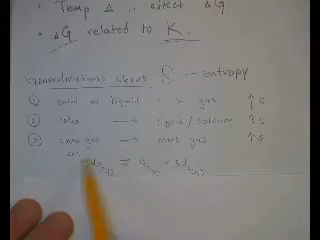 • Temp Δ .. affect ΔG
• ΔG related to K.
Generalizations about S - entropy
① solid or liquid -> gas ↑S
② solid → liquid / solution ↑S
③ less gas → more gas ↑S